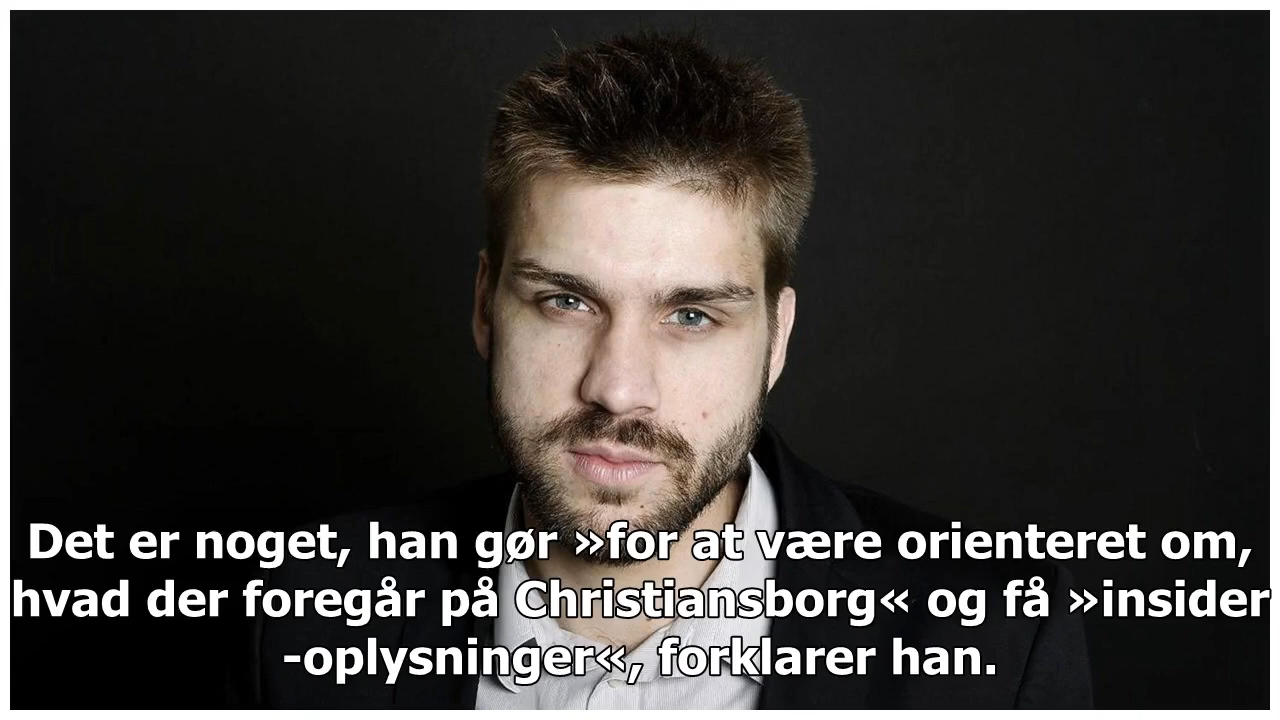 Det er noget, han gør »for at være orienteret om,
hvad der foregår på Christiansborg« og få »insider
-oplysninger«, forklarer han.